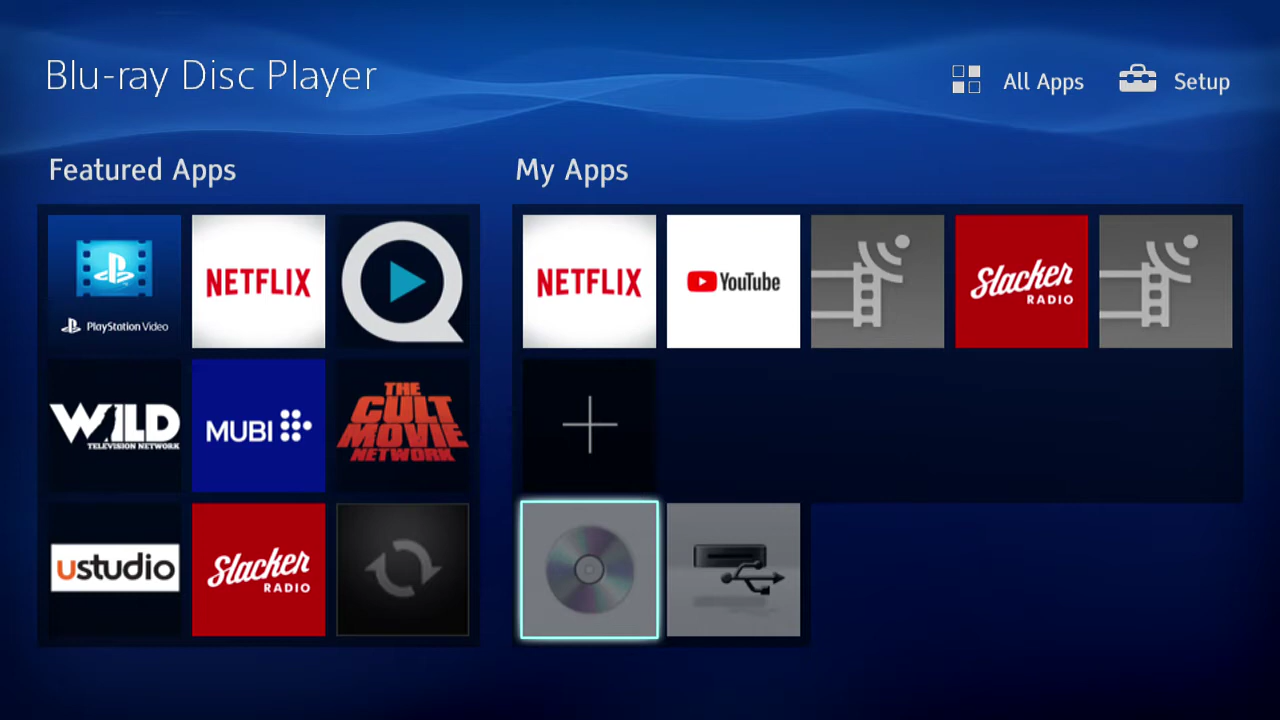 Blu-ray Disc Player
All Apps
Setup
Featured Apps
My Apps
PlayStation Video
NETFLIX
NETFLIX
YouTube
Slacker
RADIO
WILD
TELEVISION NETWORK
MUBI
THE
CULT
MOVIE
NETWORK
ustudio
Slacker
RADIO